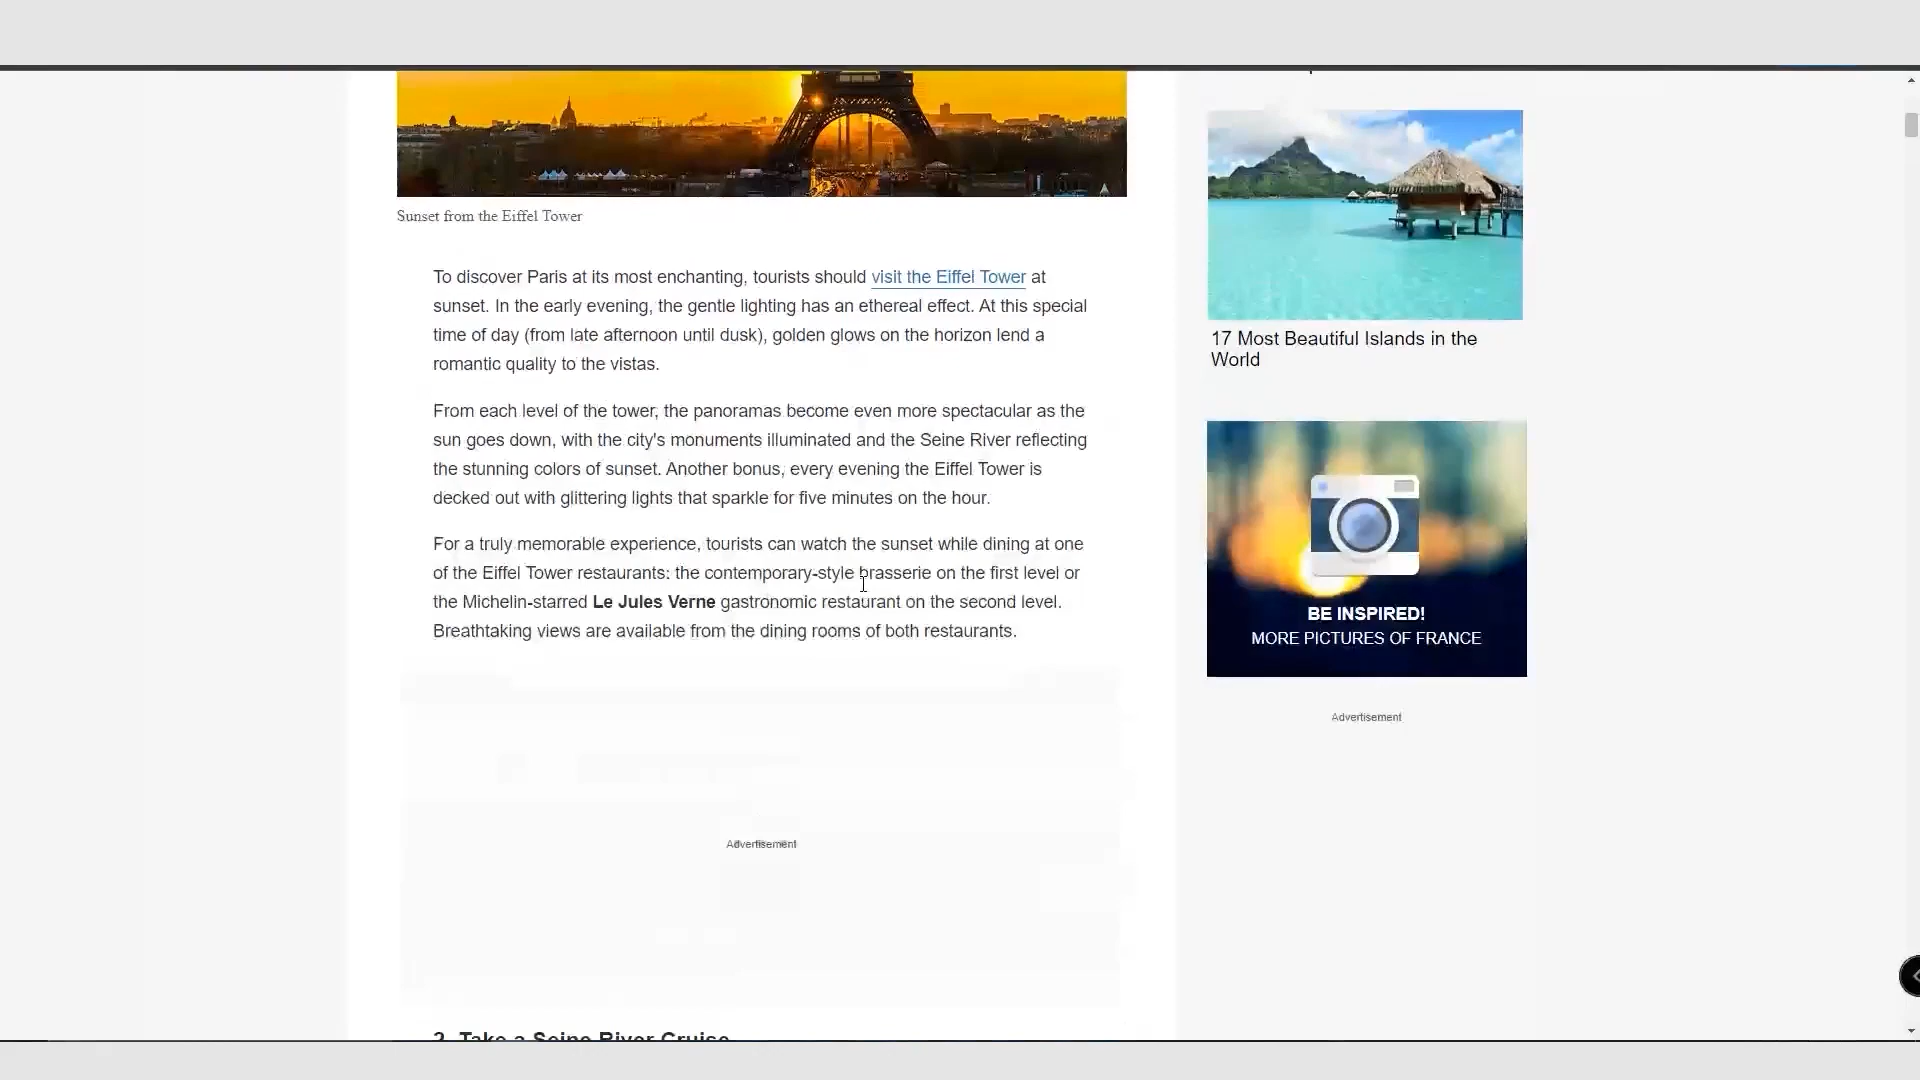 Sunset from the Eiffel Tower
To discover Paris at its most enchanting, tourists should visit the Eiffel Tower at
sunset. In the early evening, the gentle lighting has an ethereal effect. At this special
time of day (from late afternoon until dusk), golden glows on the horizon lend a
romantic quality to the vistas.
From each level of the tower, the panoramas become even more spectacular as the
sun goes down, with the city's monuments illuminated and the Seine River reflecting
the stunning colors of sunset. Another bonus, every evening the Eiffel Tower is
decked out with glittering lights that sparkle for five minutes on the hour.
For a truly memorable experience, tourists can watch the sunset while dining at one
of the Eiffel Tower restaurants: the contemporary-style brasserie on the first level or
the Michelin-starred Le Jules Verne gastronomic restaurant on the second level.
Breathtaking views are available from the dining rooms of both restaurants.
Advertisement
2. Take a Seine River Cruise
17 Most Beautiful Islands in the
World
BE INSPIRED!
MORE PICTURES OF FRANCE
Advertisement